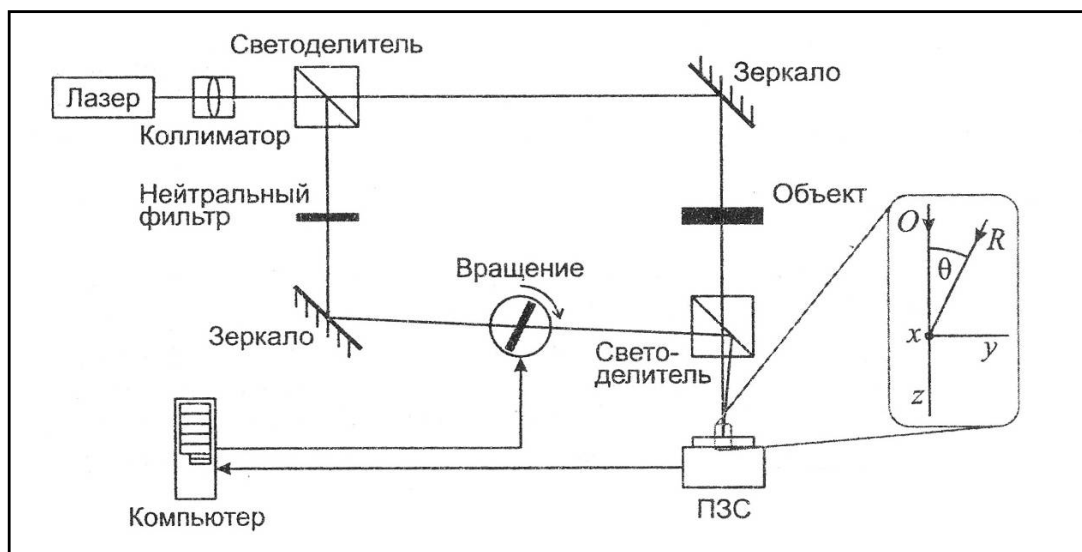 Светоделитель
Зеркало
Лазер
Коллиматор
Нейтральный
фильтр
Объект
O
R
θ
Вращение
x
y
Зеркало
Свето-
делитель
z
ПЗС
Компьютер